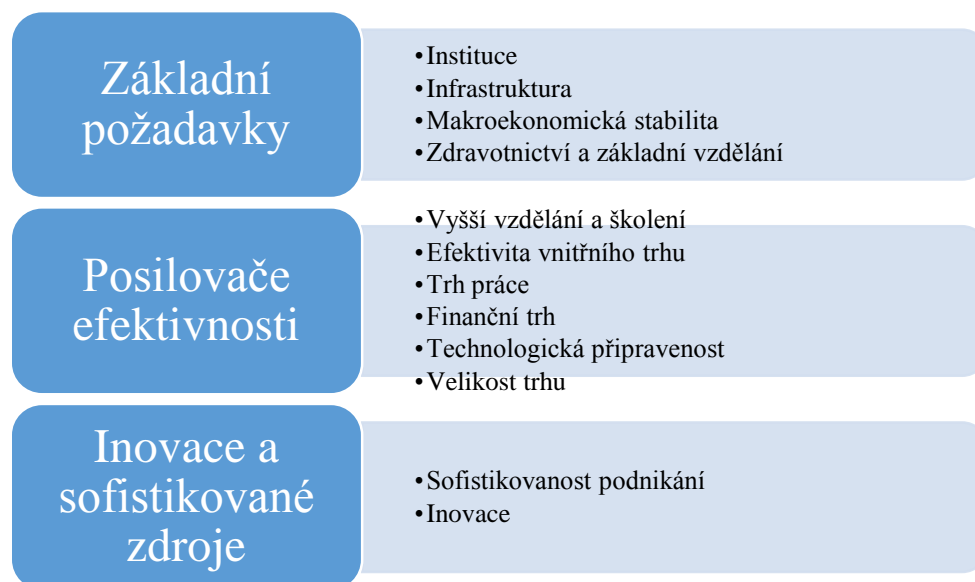 Základní
požadavky
•Instituce
•Infrastruktura
•Makroekonomická stabilita
•Zdravotnictví a základní vzdělání
Posilovače
efektivnosti
•Vyšší vzdělání a školení
•Efektivita vnitřního trhu
•Trh práce
•Finanční trh
•Technologická připravenost
•Velikost trhu
Inovace a
sofistikované
zdroje
•Sofistikovanost podnikání
•Inovace